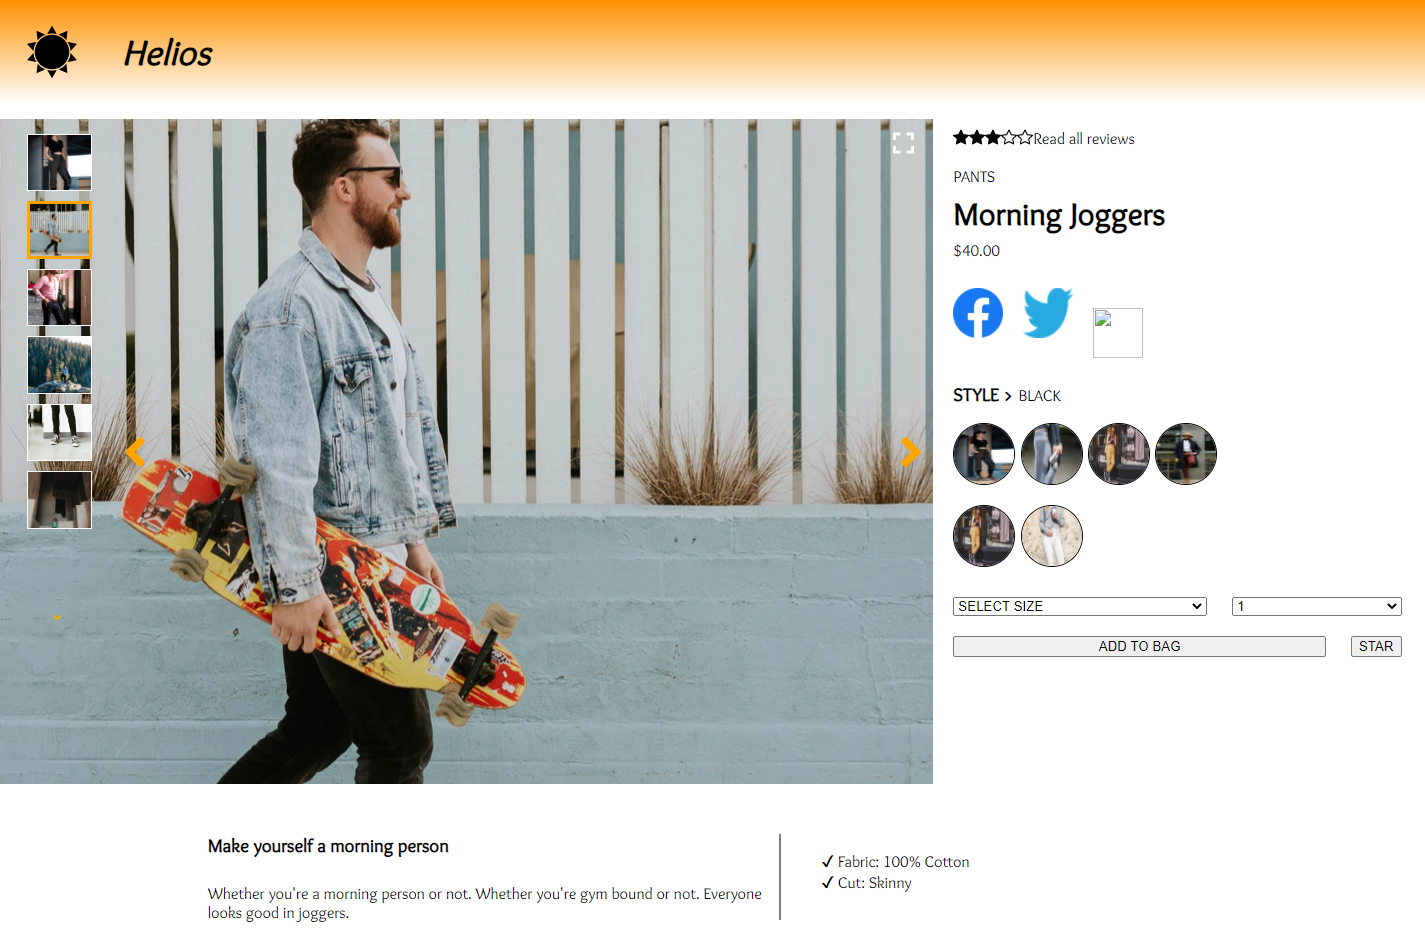 Helios
Read all reviews
PANTS
Morning Joggers
$40.00
STYLE > BLACK
SELECT SIZE 1
ADD TO BAG STAR
Make yourself a morning person
Whether you're a morning person or not. Whether you're gym bound or not. Everyone
looks good in joggers.
✓ Fabric: 100% Cotton
✓ Cut: Skinny